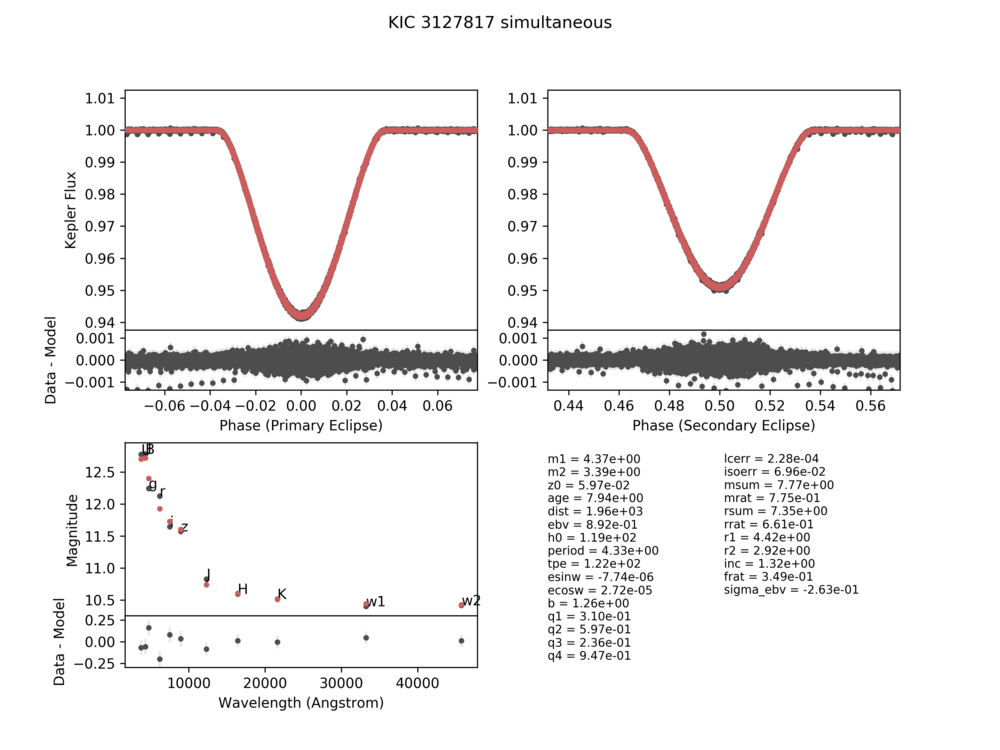 KIC 3127817 simultaneous
1.01
1.00
0.99
0.98
0.97
0.96
0.95
0.94
Kepler Flux
0.001
0.000
−0.001
Data - Model
−0.06 −0.04 −0.02 0.00 0.02 0.04 0.06
Phase (Primary Eclipse)
1.01
1.00
0.99
0.98
0.97
0.96
0.95
0.94
0.001
0.000
−0.001
0.44 0.46 0.48 0.50 0.52 0.54 0.56
Phase (Secondary Eclipse)
12.5
12.0
11.5
11.0
10.5
Magnitude
B
g
r
i
z
J
H
K
w1
w2
0.25
0.00
−0.25
Data - Model
10000 20000 30000 40000
Wavelength (Angstrom)
m1 = 4.37e+00
m2 = 3.39e+00
z0 = 5.97e-02
age = 7.94e+00
dist = 1.96e+03
ebv = 8.92e-01
h0 = 1.19e+02
period = 4.33e+00
tpe = 1.22e+02
esinw = -7.74e-06
ecosw = 2.72e-05
b = 1.26e+00
q1 = 3.10e-01
q2 = 5.97e-01
q3 = 2.36e-01
q4 = 9.47e-01
lcerr = 2.28e-04
isoerr = 6.96e-02
msum = 7.77e+00
mrat = 7.75e-01
rsum = 7.35e+00
rrat = 6.61e-01
r1 = 4.42e+00
r2 = 2.92e+00
inc = 1.32e+00
frat = 3.49e-01
sigma_ebv = -2.63e-01